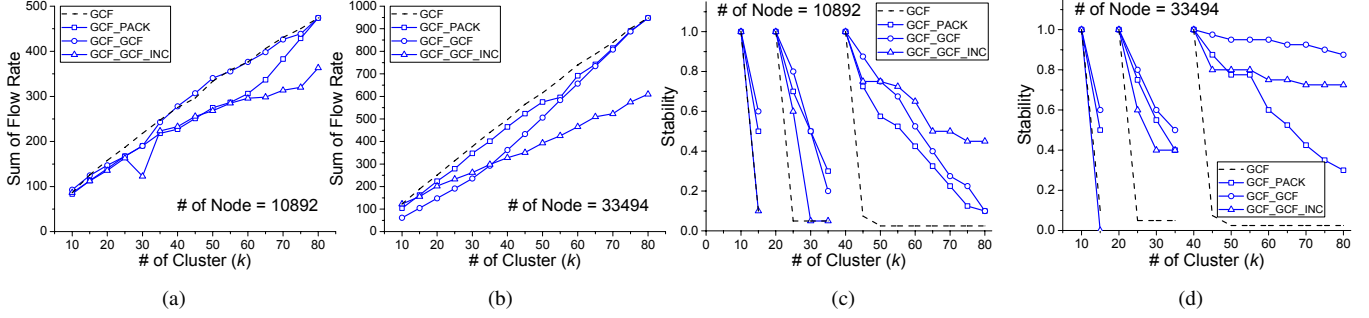 500
400
300
200
100
0
Sum of Flow Rate
GCF
GCF_PACK
GCF_GCF
GCF_GCF_INC
# of Node = 10892
10 20 30 40 50 60 70 80
# of Cluster (k)
(a)
1000
900
800
700
600
500
400
300
200
100
0
Sum of Flow Rate
GCF
GCF_PACK
GCF_GCF
GCF_GCF_INC
# of Node = 33494
10 20 30 40 50 60 70 80
# of Cluster (k)
(b)
# of Node = 10892
1.0
0.8
0.6
0.4
0.2
0.0
Stability
GCF
GCF_PACK
GCF_GCF
GCF_GCF_INC
0 10 20 30 40 50 60 70 80
# of Cluster (k)
(c)
# of Node = 33494
1.0
0.8
0.6
0.4
0.2
0.0
Stability
GCF
GCF_PACK
GCF_GCF
GCF_GCF_INC
10 20 30 40 50 60 70 80
# of Cluster (k)
(d)